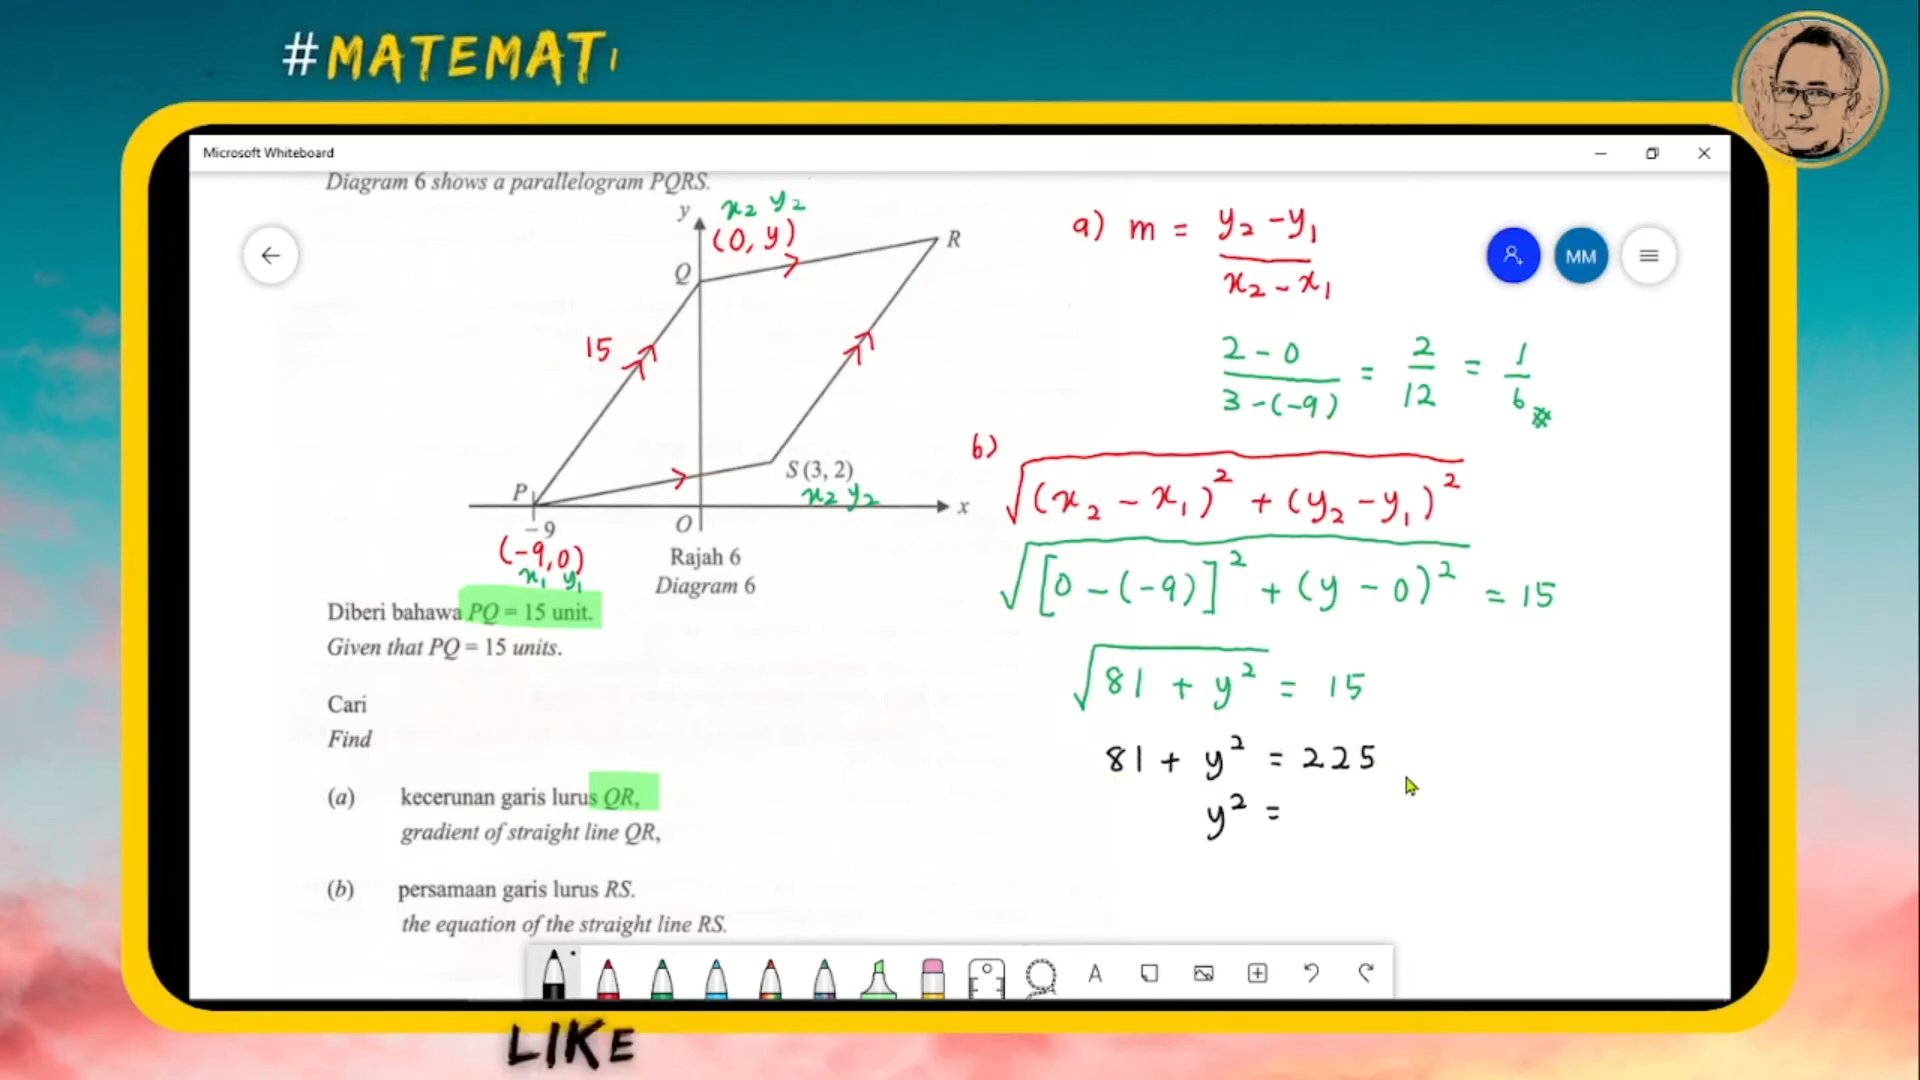 #MATEMATI
Microsoft Whiteboard
Diagram 6 shows a parallelogram PQRS.
y
x₂ y₂
(0, y)
R
Q
15
S (3, 2)
x₂ y₂
P
x
-9
O
(-9,0)
x₁ y₁
Rajah 6
Diagram 6
Diberi bahawa PQ = 15 unit.
Given that PQ = 15 units.
Cari
Find
(a) kecerunan garis lurus QR,
gradient of straight line QR,
(b) persamaan garis lurus RS.
the equation of the straight line RS.
a) m = (y₂ - y₁)/(x₂ - x₁)
(2 - 0)/(3 - (-9)) = 2/12 = 1/6
b)
√((x₂ - x₁)² + (y₂ - y₁)²)
√([0 - (-9)]² + (y - 0)²) = 15
√(81 + y²) = 15
81 + y² = 225
y² =
MM
A
LIKE